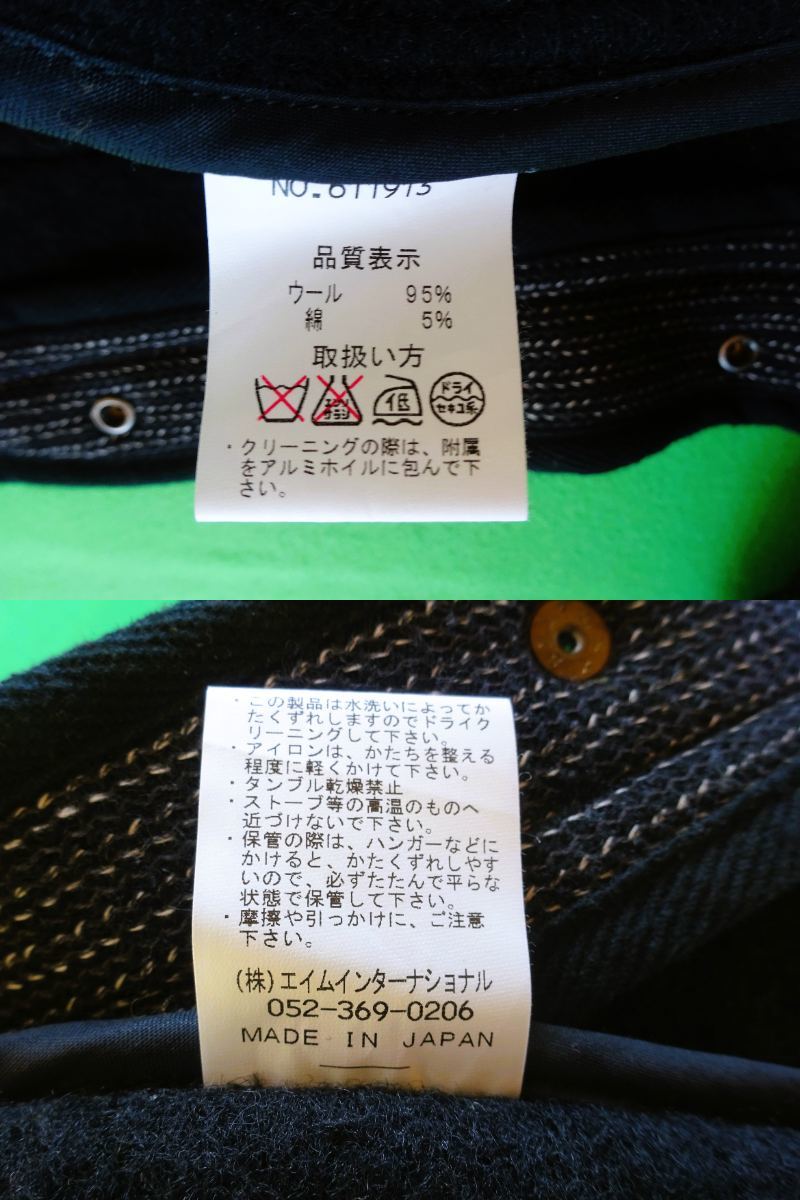 NO.611913
品質表示
ウール 95%
綿 5%
取扱い方
エンソ サラシ 低 ドライ セキユ系
・クリーニングの際は、附属
をアルミホイルに包んで下
さい。
・この製品は水洗いによってか
たくずれしますのでドライク
リーニングして下さい。
・アイロンは、かたちを整える
程度に軽くかけて下さい。
・タンブル乾燥禁止
・ストーブ等の高温のものへ
近づけないで下さい。
・保管の際は、ハンガーなどに
かけると、かたくずれしやす
いので、必ずたたんで平らな
状態で保管して下さい。
・摩擦や引っかけに、ご注意
下さい。
(株)エイムインターナショナル
052-369-0206
MADE IN JAPAN